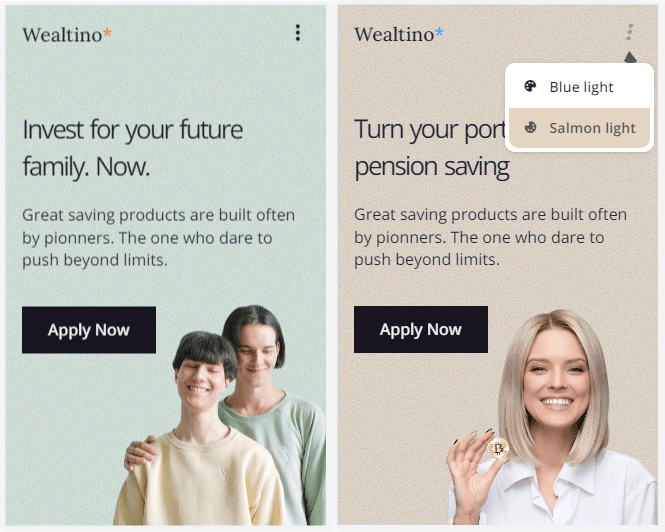 Wealtino*
Invest for your future
family. Now.
Great saving products are built often
by pionners. The one who dare to
push beyond limits.
Apply Now
Wealtino*
Blue light
Salmon light
Turn your port
pension saving
Great saving products are built often
by pionners. The one who dare to
push beyond limits.
Apply Now